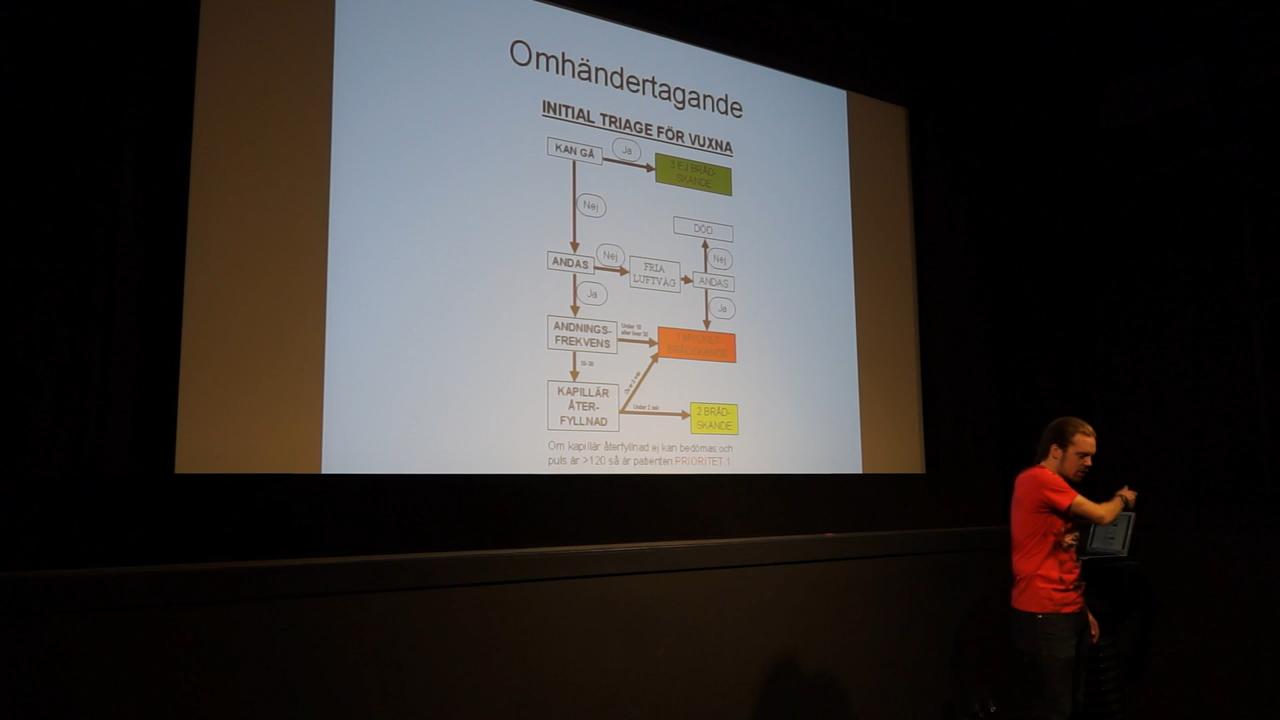 Omhändertagande
INITIAL TRIAGE FÖR VUXNA
KAN GÅ
Ja
3 EJ BRÅD-
SKANDE
Nej
DÖD
Nej
ANDAS
Nej
FRIA
LUFTVÄG
ANDAS
Ja
Ja
ANDNINGS-
FREKVENS
Under 10
eller över 30
BRÅDSKANDE
10-30
KAPILLÄR
ÅTER-
FYLLNAD
Under 2 sek
2 BRÅD-
SKANDE
Om kapillär återfyllnad ej kan bedömas och
puls är >120 så är patienten PRIORITET 1